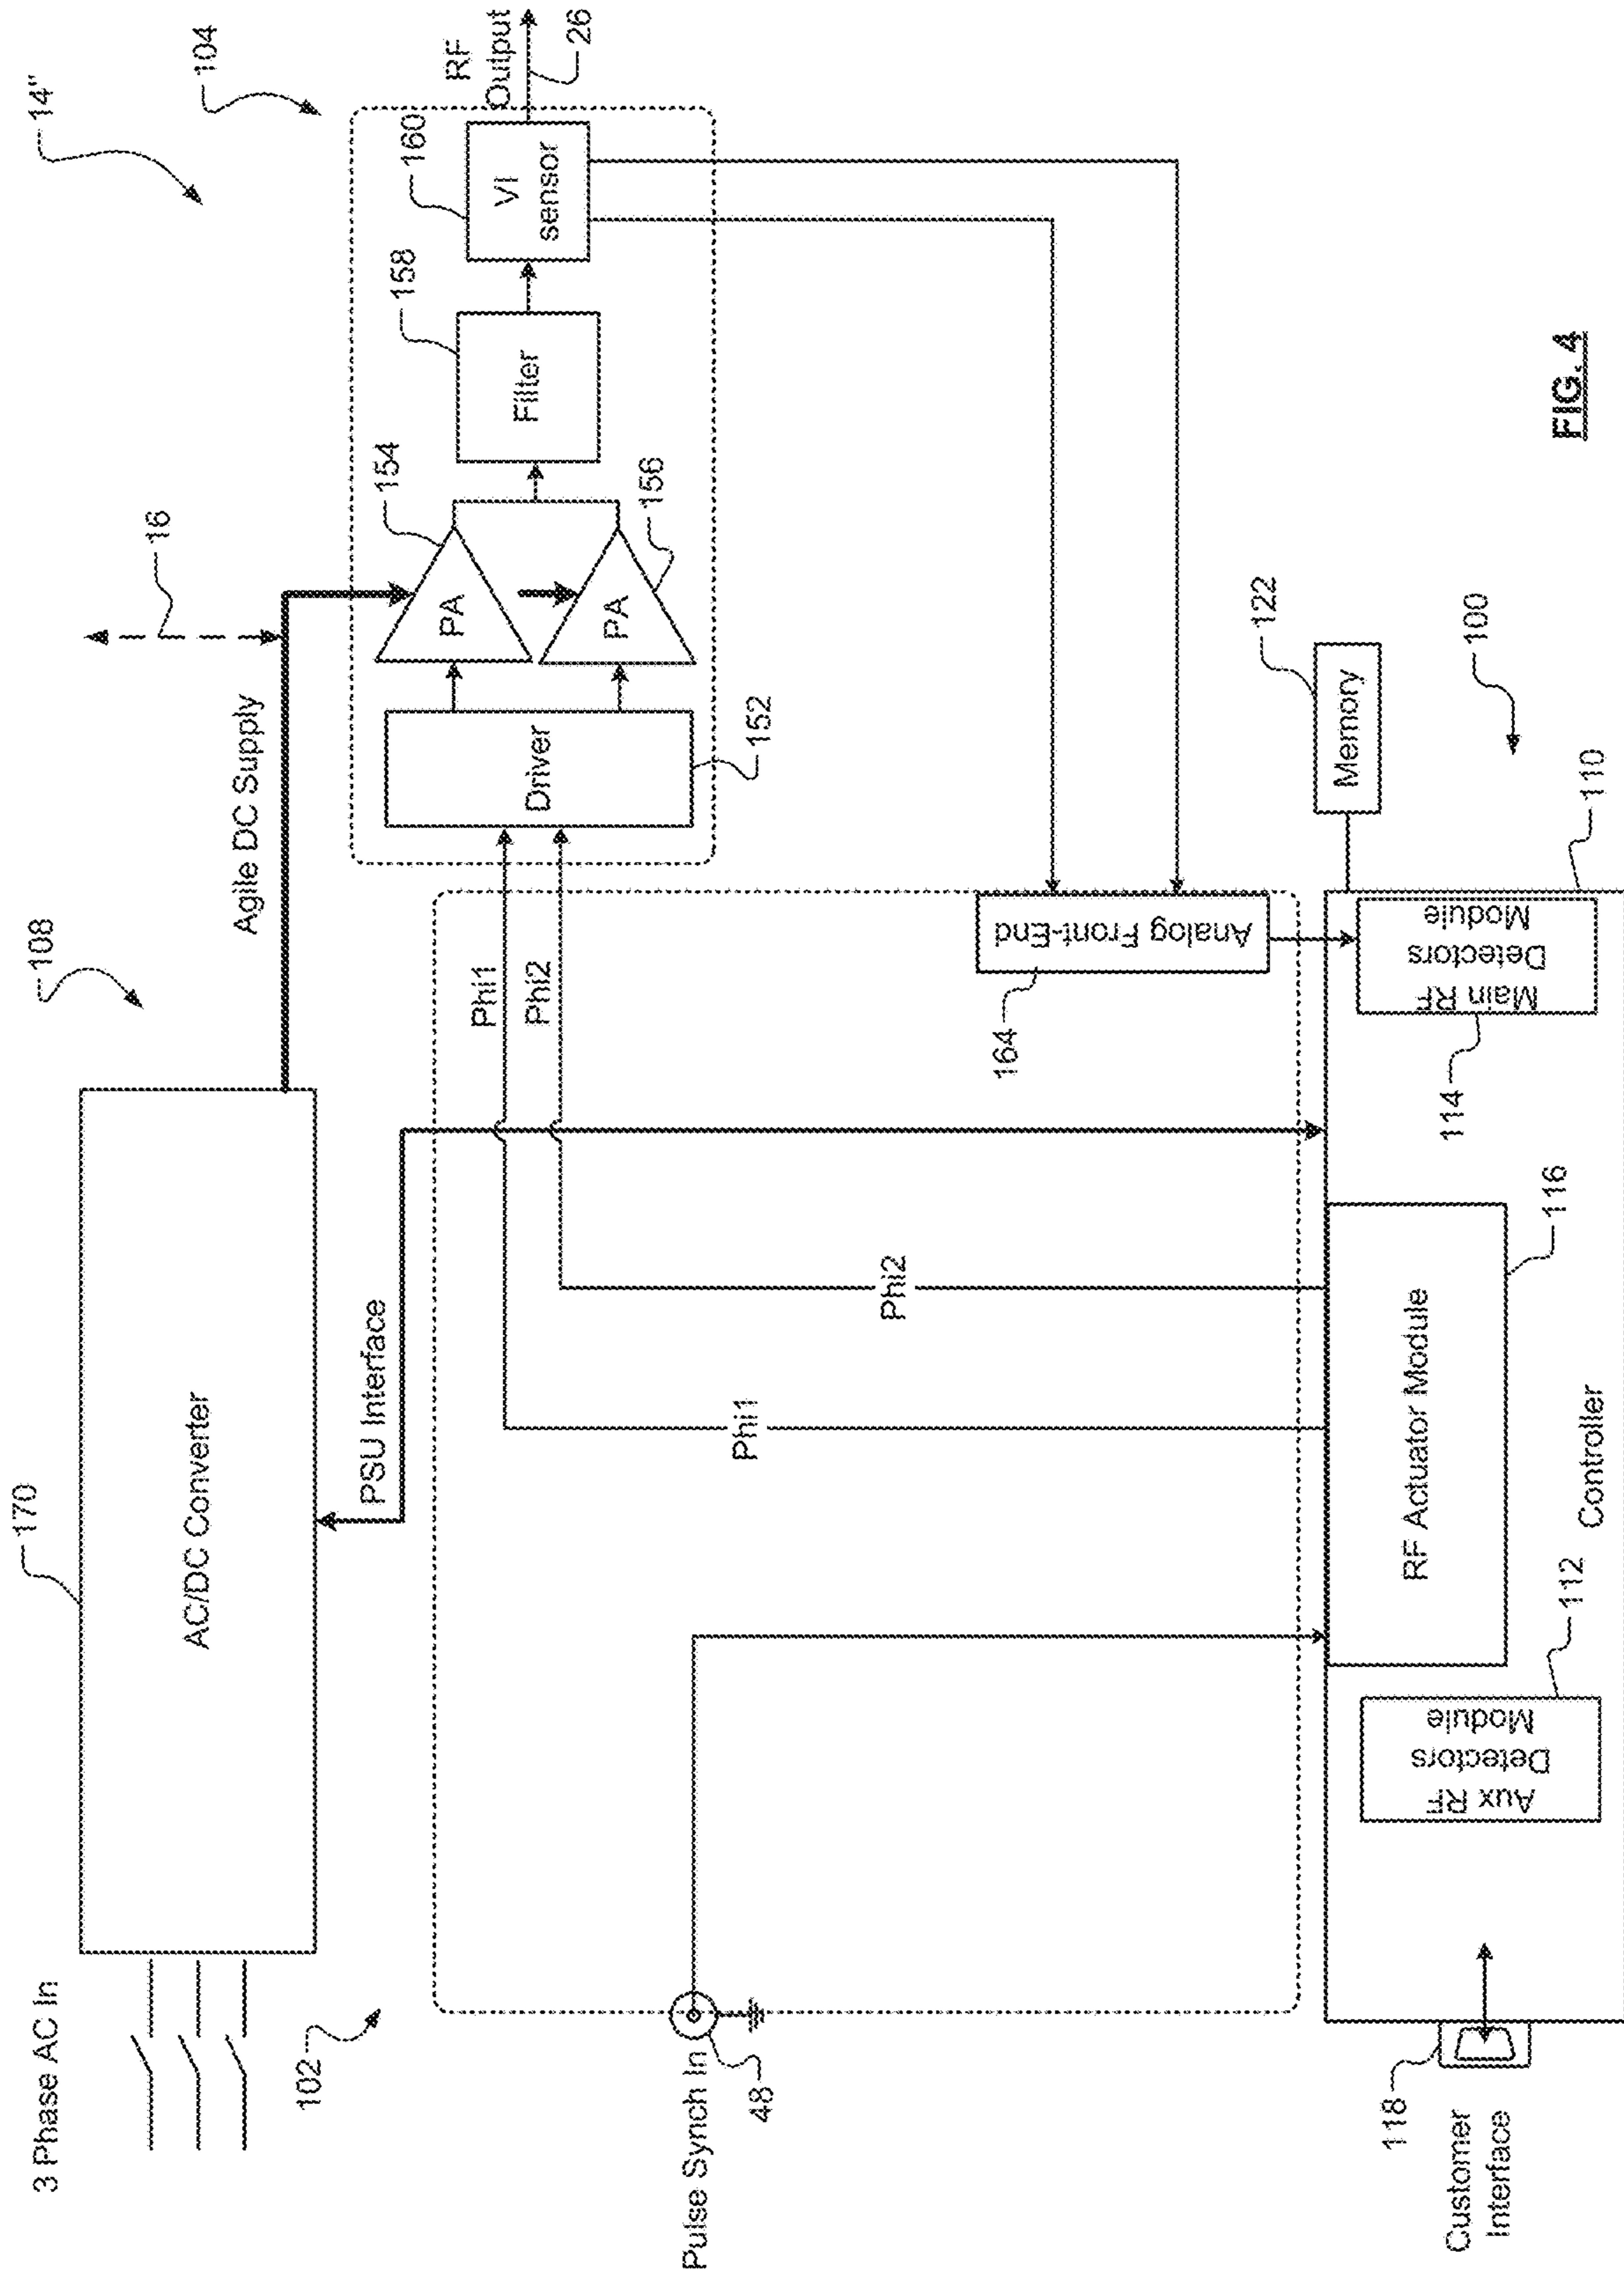 14"
104
108
170
16
3 Phase AC In
AC/DC Converter
Agile DC Supply
RF
Output
26
PSU Interface
102
154
158
160
PA
PA
156
Filter
VI
sensor
Driver
152
Phi1
Phi2
Phi1
Phi2
Pulse Synch In
48
Analog Front-End
164
122
Memory
100
110
Main RF
Detectors
Module
114
RF Actuator Module
116
Aux RF
Detectors
Module
112
Controller
118
Customer
Interface
FIG. 4